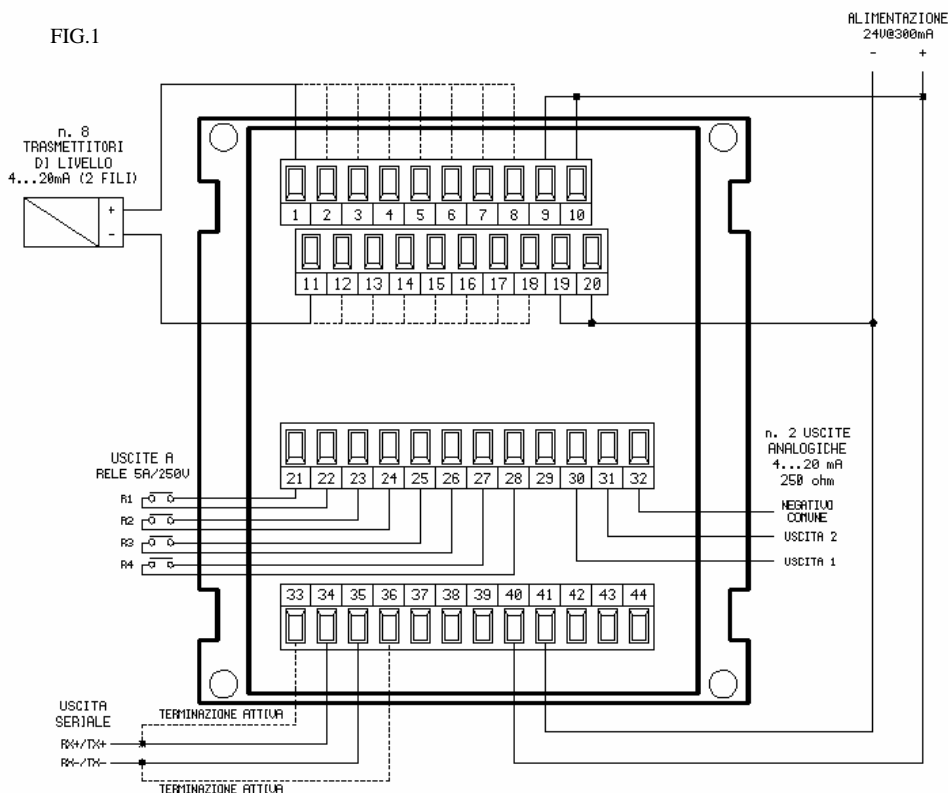 FIG.1
ALIMENTAZIONE
24V@300mA
- +
n. 8
TRASMETTITORI
DI LIVELLO
4...20mA (2 FILI)
+
-
1 2 3 4 5 6 7 8 9 10
11 12 13 14 15 16 17 18 19 20
USCITE A
RELE 5A/250V
R1
R2
R3
R4
21 22 23 24 25 26 27 28 29 30 31 32
n. 2 USCITE
ANALOGICHE
4...20 mA
250 ohm
NEGATIVO
COMUNE
USCITA 2
USCITA 1
33 34 35 36 37 38 39 40 41 42 43 44
USCITA
SERIALE
TERMINAZIONE ATTIVA
RX+/TX+
RX-/TX-
TERMINAZIONE ATTIVA